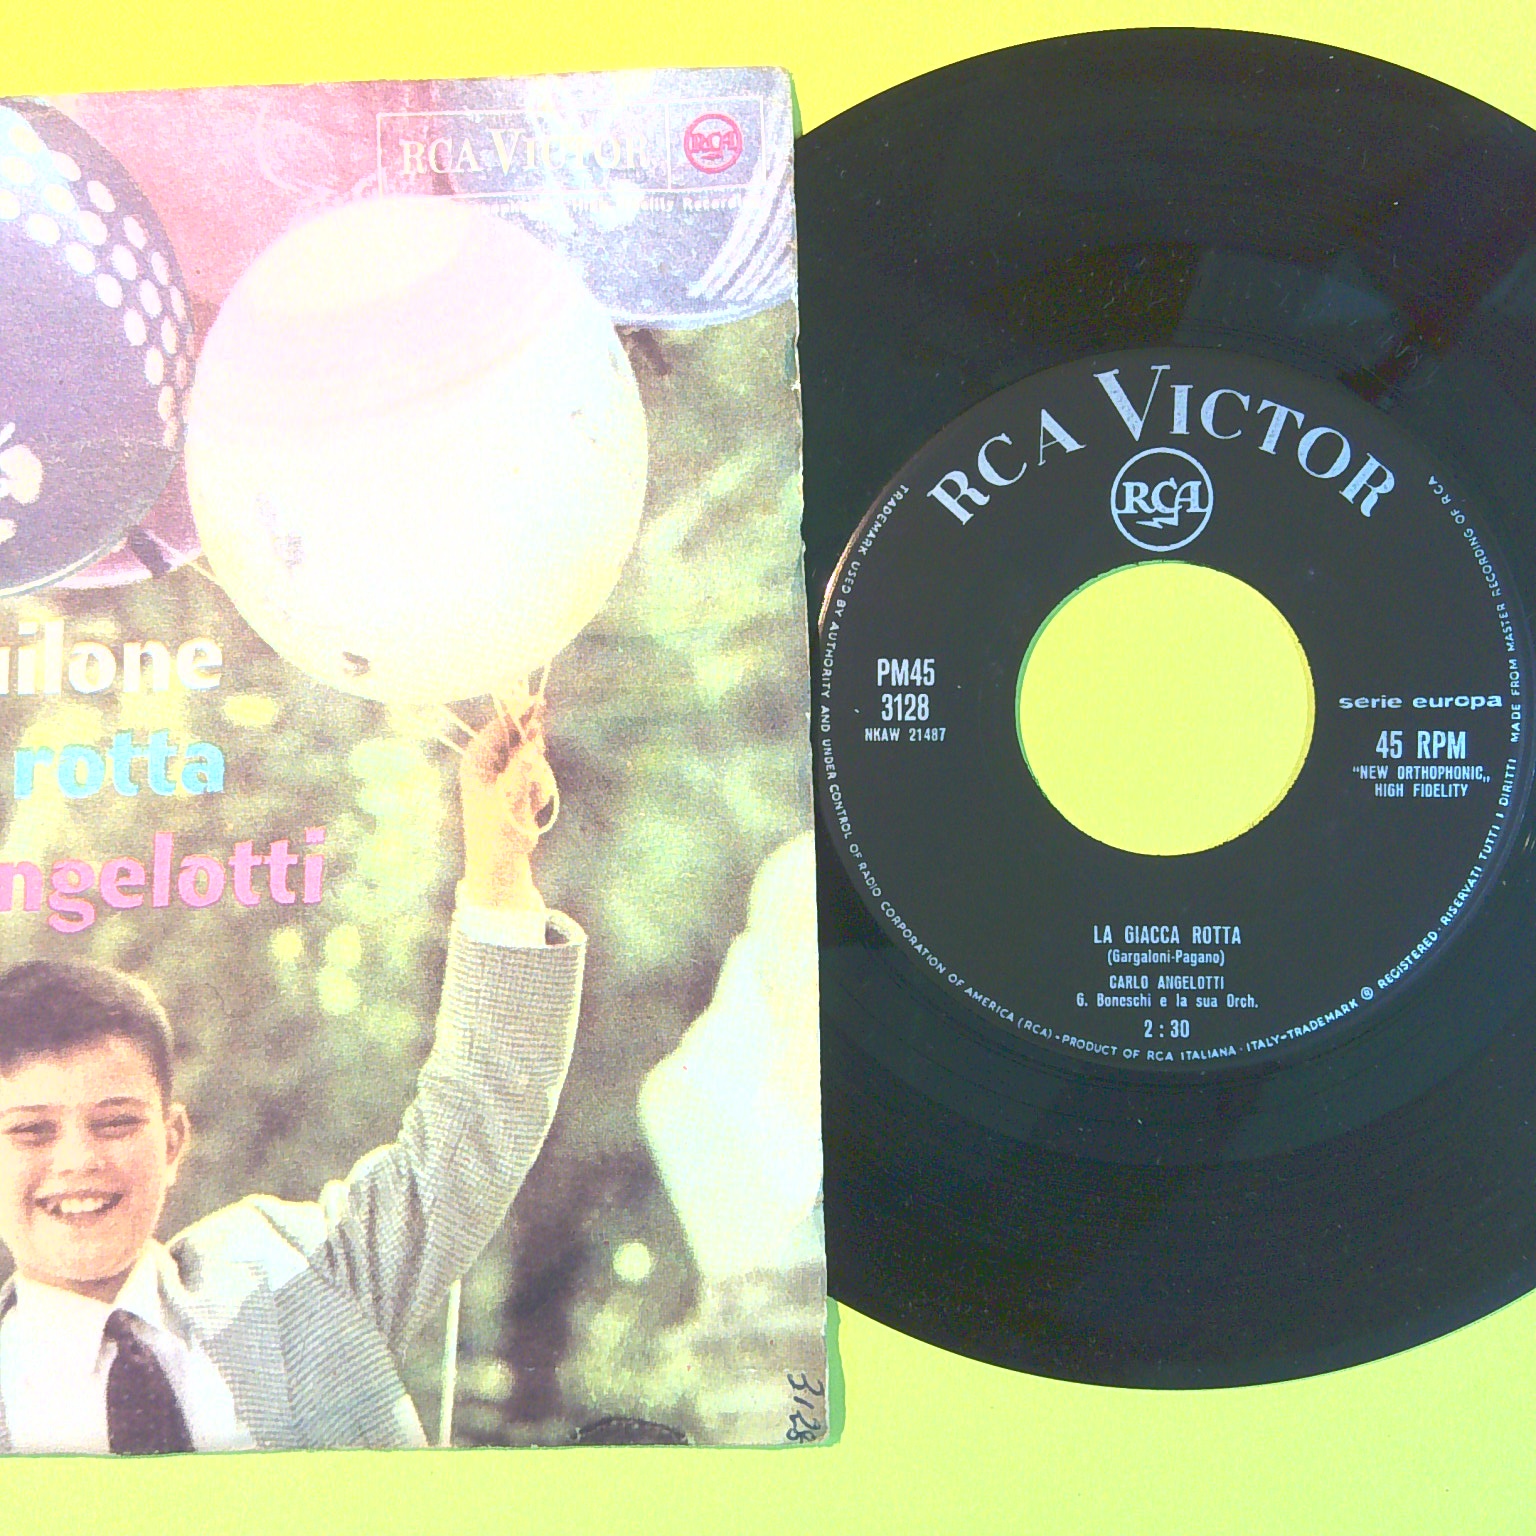 RCA VICTOR
RCA
uilone
rotta
ngelotti
3128
RCA VICTOR
RCA
PM45
3128
NKAW 21487
serie europa
45 RPM
"NEW ORTHOPHONIC„
HIGH FIDELITY
LA GIACCA ROTTA
(Gargaloni-Pagano)
CARLO ANGELOTTI
G. Boneschi e la sua Orch.
2 : 30
TRADEMARK USED BY AUTHORITY AND UNDER CONTROL OF RADIO CORPORATION OF AMERICA (RCA) - PRODUCT OF RCA ITALIANA · ITALY - TRADEMARK ® REGISTERED · RISERVATI TUTTI I DIRITTI MADE FROM MASTER RECORDING OF RCA